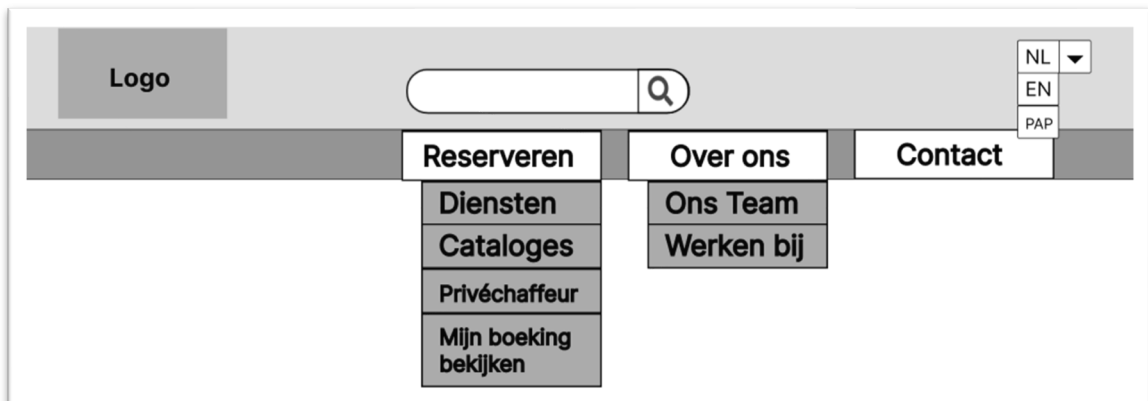 Logo
NL
EN
PAP
Reserveren
Over ons
Contact
Diensten
Cataloges
Privéchaffeur
Mijn boeking
bekijken
Ons Team
Werken bij